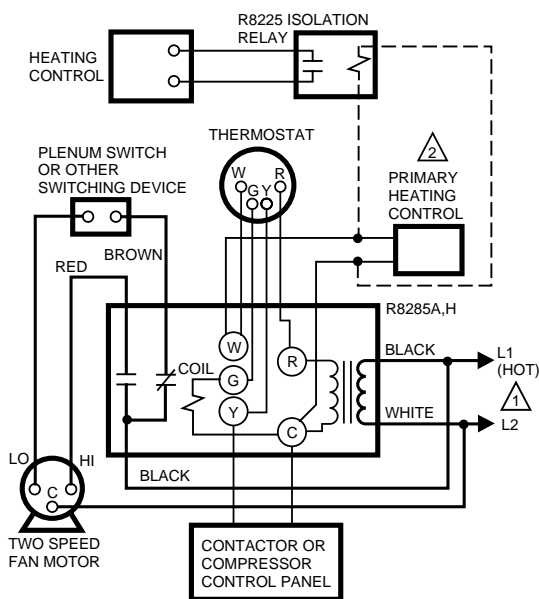 R8225 ISOLATION
RELAY
HEATING
CONTROL
THERMOSTAT
PLENUM SWITCH
OR OTHER
SWITCHING DEVICE
W
R
G
Y
2
PRIMARY
HEATING
CONTROL
BROWN
RED
R8285A,H
W
COIL
R
BLACK
L1
(HOT)
G
1
Y
WHITE
L2
C
LO
HI
BLACK
C
TWO SPEED
FAN MOTOR
CONTACTOR OR
COMPRESSOR
CONTROL PANEL